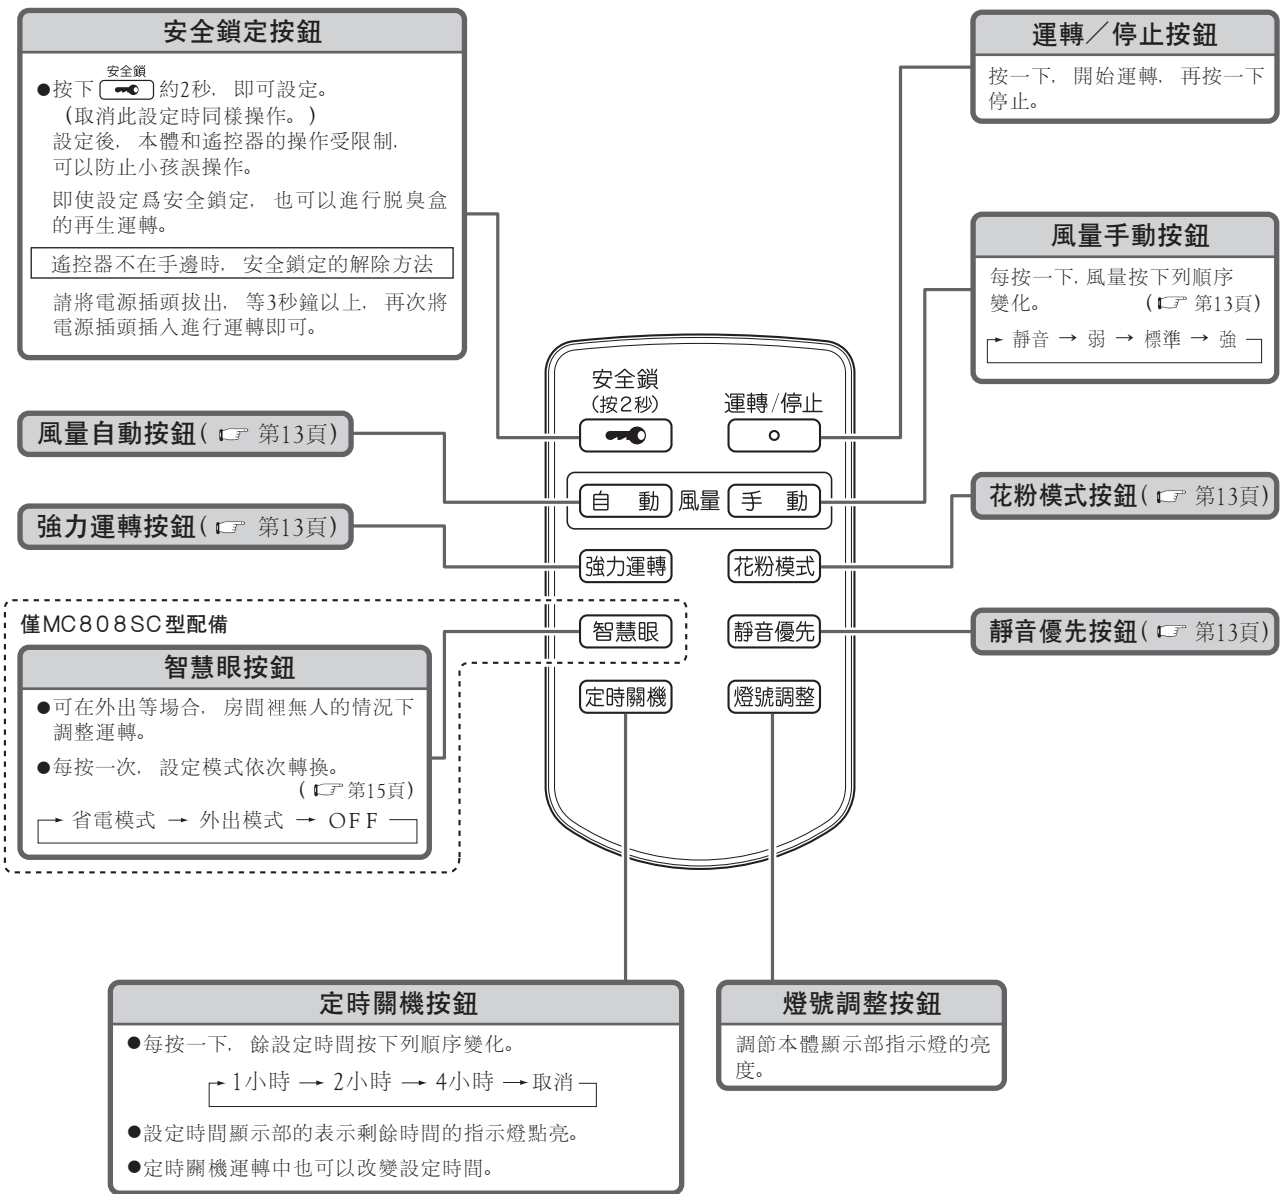 安全鎖定按鈕
安全鎖
●按下 約2秒, 即可設定。
(取消此設定時同樣操作。)
設定後, 本體和遙控器的操作受限制,
可以防止小孩誤操作。
即使設定爲安全鎖定, 也可以進行脱臭盒
的再生運轉。
遙控器不在手邊時, 安全鎖定的解除方法
請將電源插頭拔出, 等3秒鐘以上, 再次將
電源插頭插入進行運轉即可。
運轉／停止按鈕
按一下, 開始運轉, 再按一下
停止。
風量手動按鈕
每按一下, 風量按下列順序
變化。 (☞ 第13頁)
靜音 → 弱 → 標準 → 強
安全鎖
(按2秒)
運轉/停止
風量自動按鈕(☞ 第13頁)
自 動 風量 手 動
花粉模式按鈕(☞ 第13頁)
強力運轉按鈕(☞ 第13頁)
強力運轉 花粉模式
僅MC808SC型配備
智慧眼 靜音優先
靜音優先按鈕(☞ 第13頁)
智慧眼按鈕
●可在外出等場合, 房間裡無人的情況下
調整運轉。
●每按一次, 設定模式依次轉換。
(☞ 第15頁)
省電模式 → 外出模式 → OFF
定時關機 燈號調整
定時關機按鈕
●每按一下, 餘設定時間按下列順序變化。
1小時 → 2小時 → 4小時 → 取消
●設定時間顯示部的表示剩餘時間的指示燈點亮。
●定時關機運轉中也可以改變設定時間。
燈號調整按鈕
調節本體顯示部指示燈的亮
度。